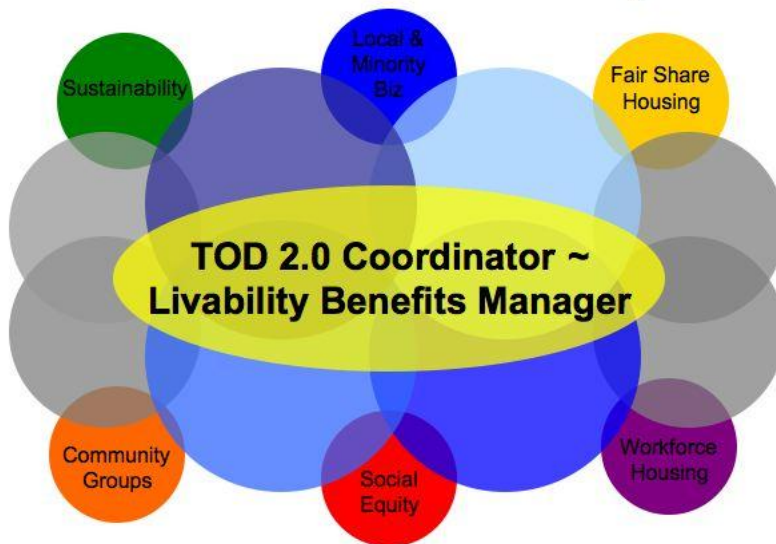 Local &
Minority
Biz
Sustainability
Fair Share
Housing
TOD 2.0 Coordinator ~
Livability Benefits Manager
Community
Groups
Social
Equity
Workforce
Housing